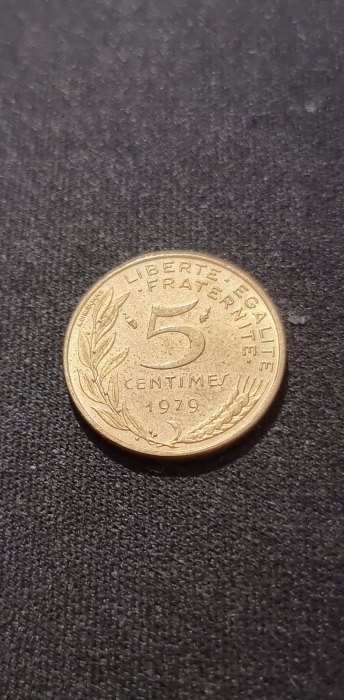 LIBERTE · EGALITE
· FRATERNITE ·
5
CENTIMES
1979